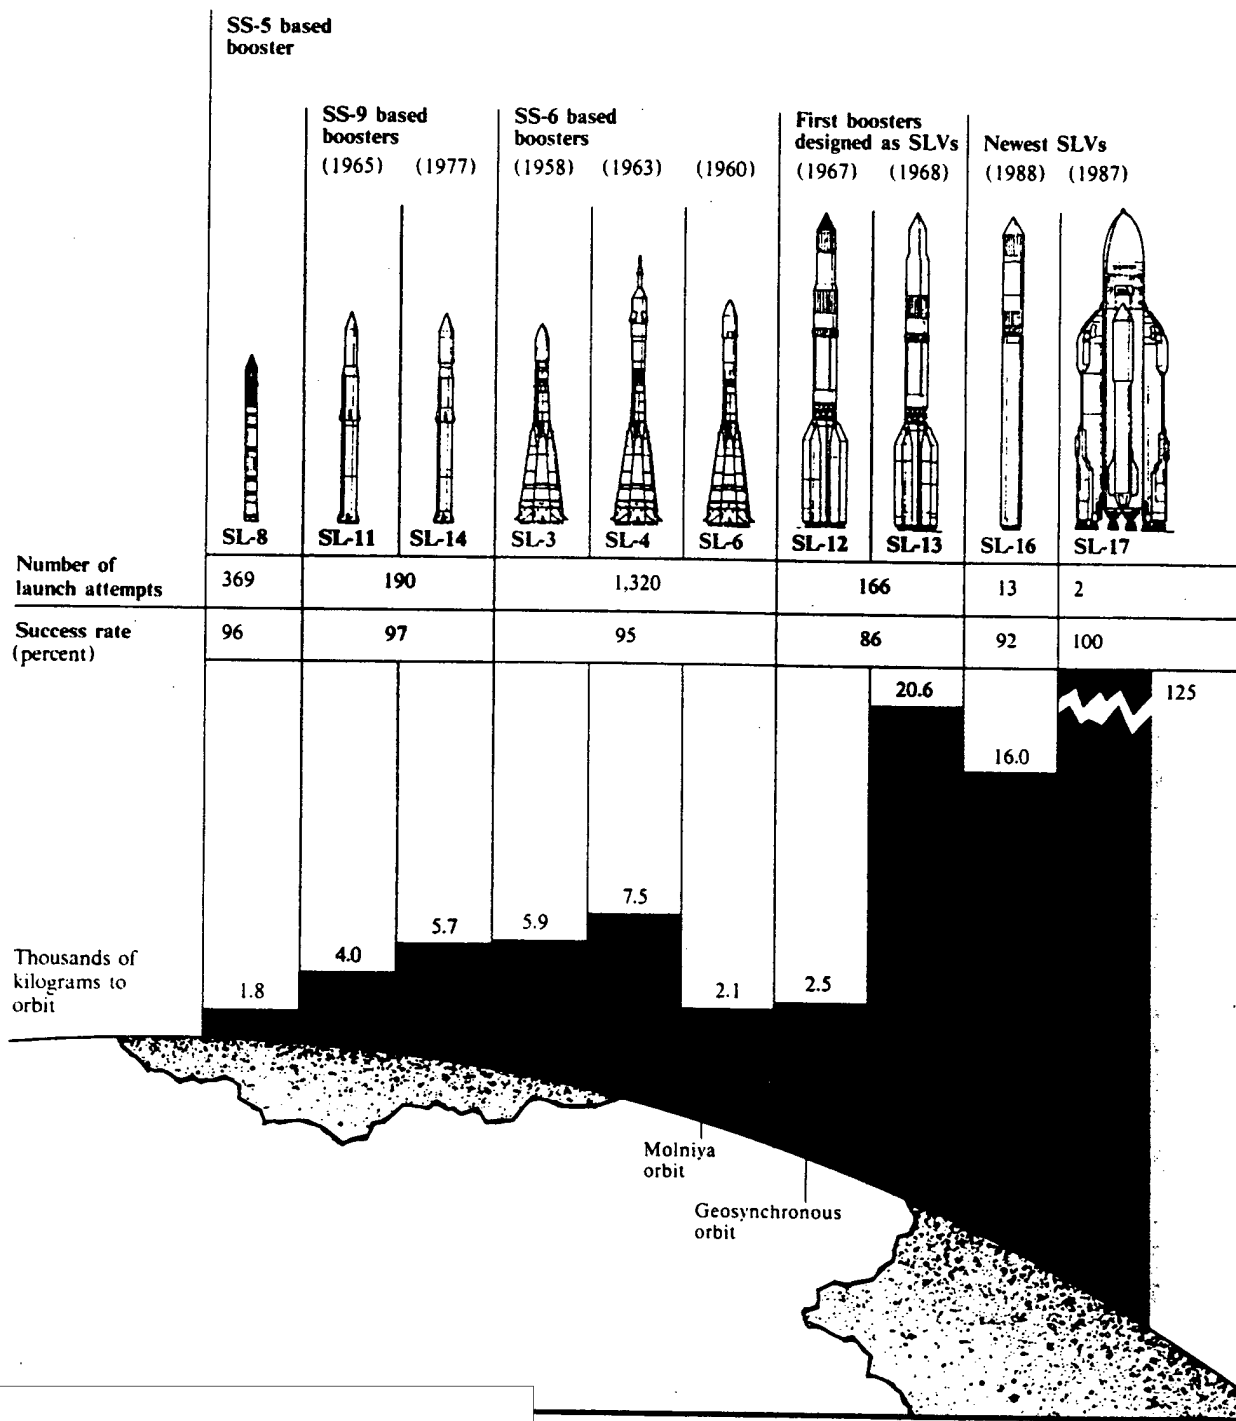 SS-5 based
booster
SS-9 based
boosters
(1965) (1977)
SS-6 based
boosters
(1958) (1963) (1960)
First boosters
designed as SLVs
(1967) (1968)
Newest SLVs
(1988) (1987)
SL-8 SL-11 SL-14 SL-3 SL-4 SL-6 SL-12 SL-13 SL-16 SL-17
Number of
launch attempts
369 190 1,320 166 13 2
Success rate
(percent)
96 97 95 86 92 100
20.6
125
16.0
7.5
5.7
5.9
4.0
2.5
2.1
1.8
Thousands of
kilograms to
orbit
Molniya
orbit
Geosynchronous
orbit